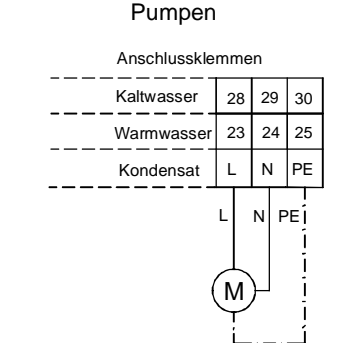 Pumpen
Anschlussklemmen
Kaltwasser 28 29 30
Warmwasser 23 24 25
Kondensat L N PE
L N PE
M